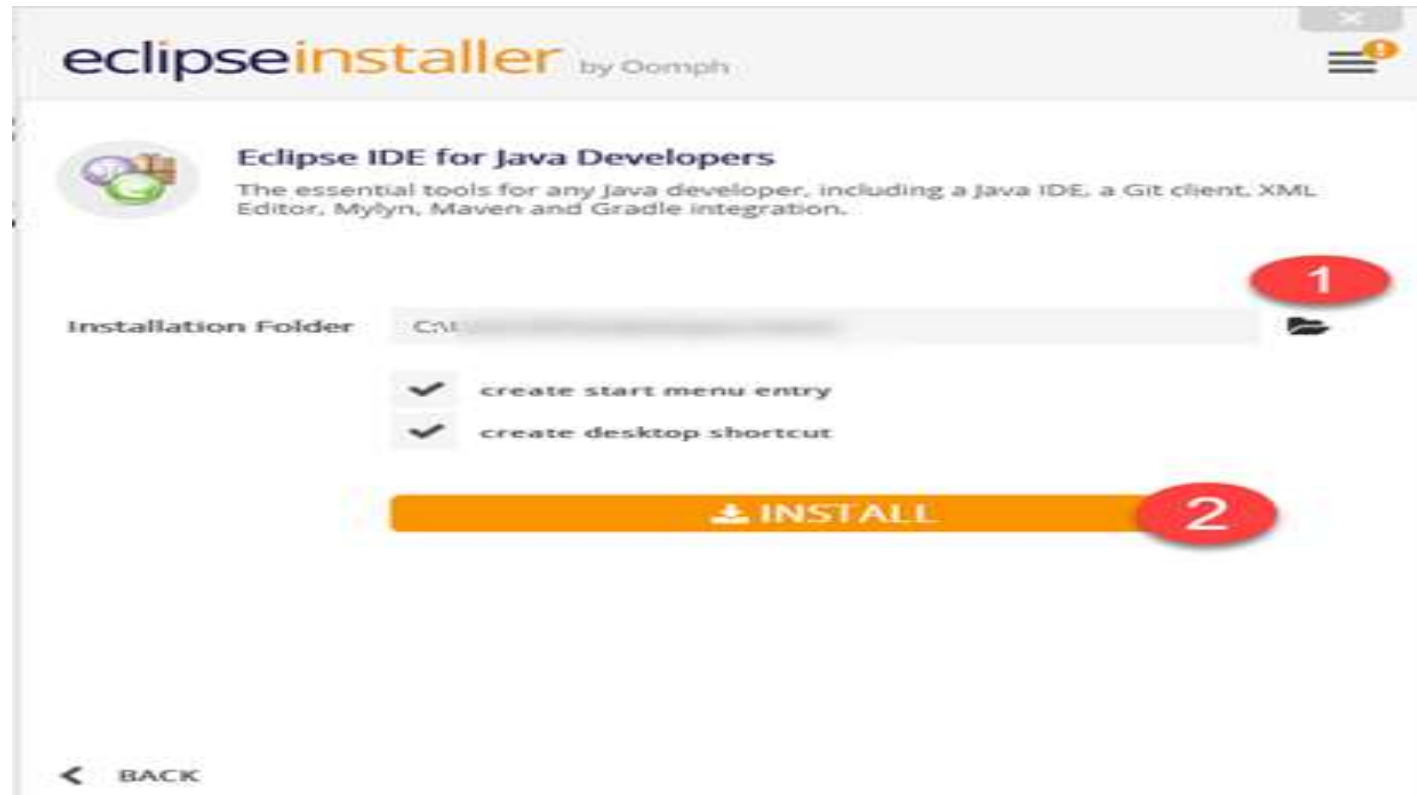 eclipseinstaller by Oomph
!
Eclipse IDE for Java Developers
The essential tools for any Java developer, including a Java IDE, a Git client, XML
Editor, Mylyn, Maven and Gradle integration.
1
Installation Folder C:\
create start menu entry
create desktop shortcut
INSTALL 2
BACK